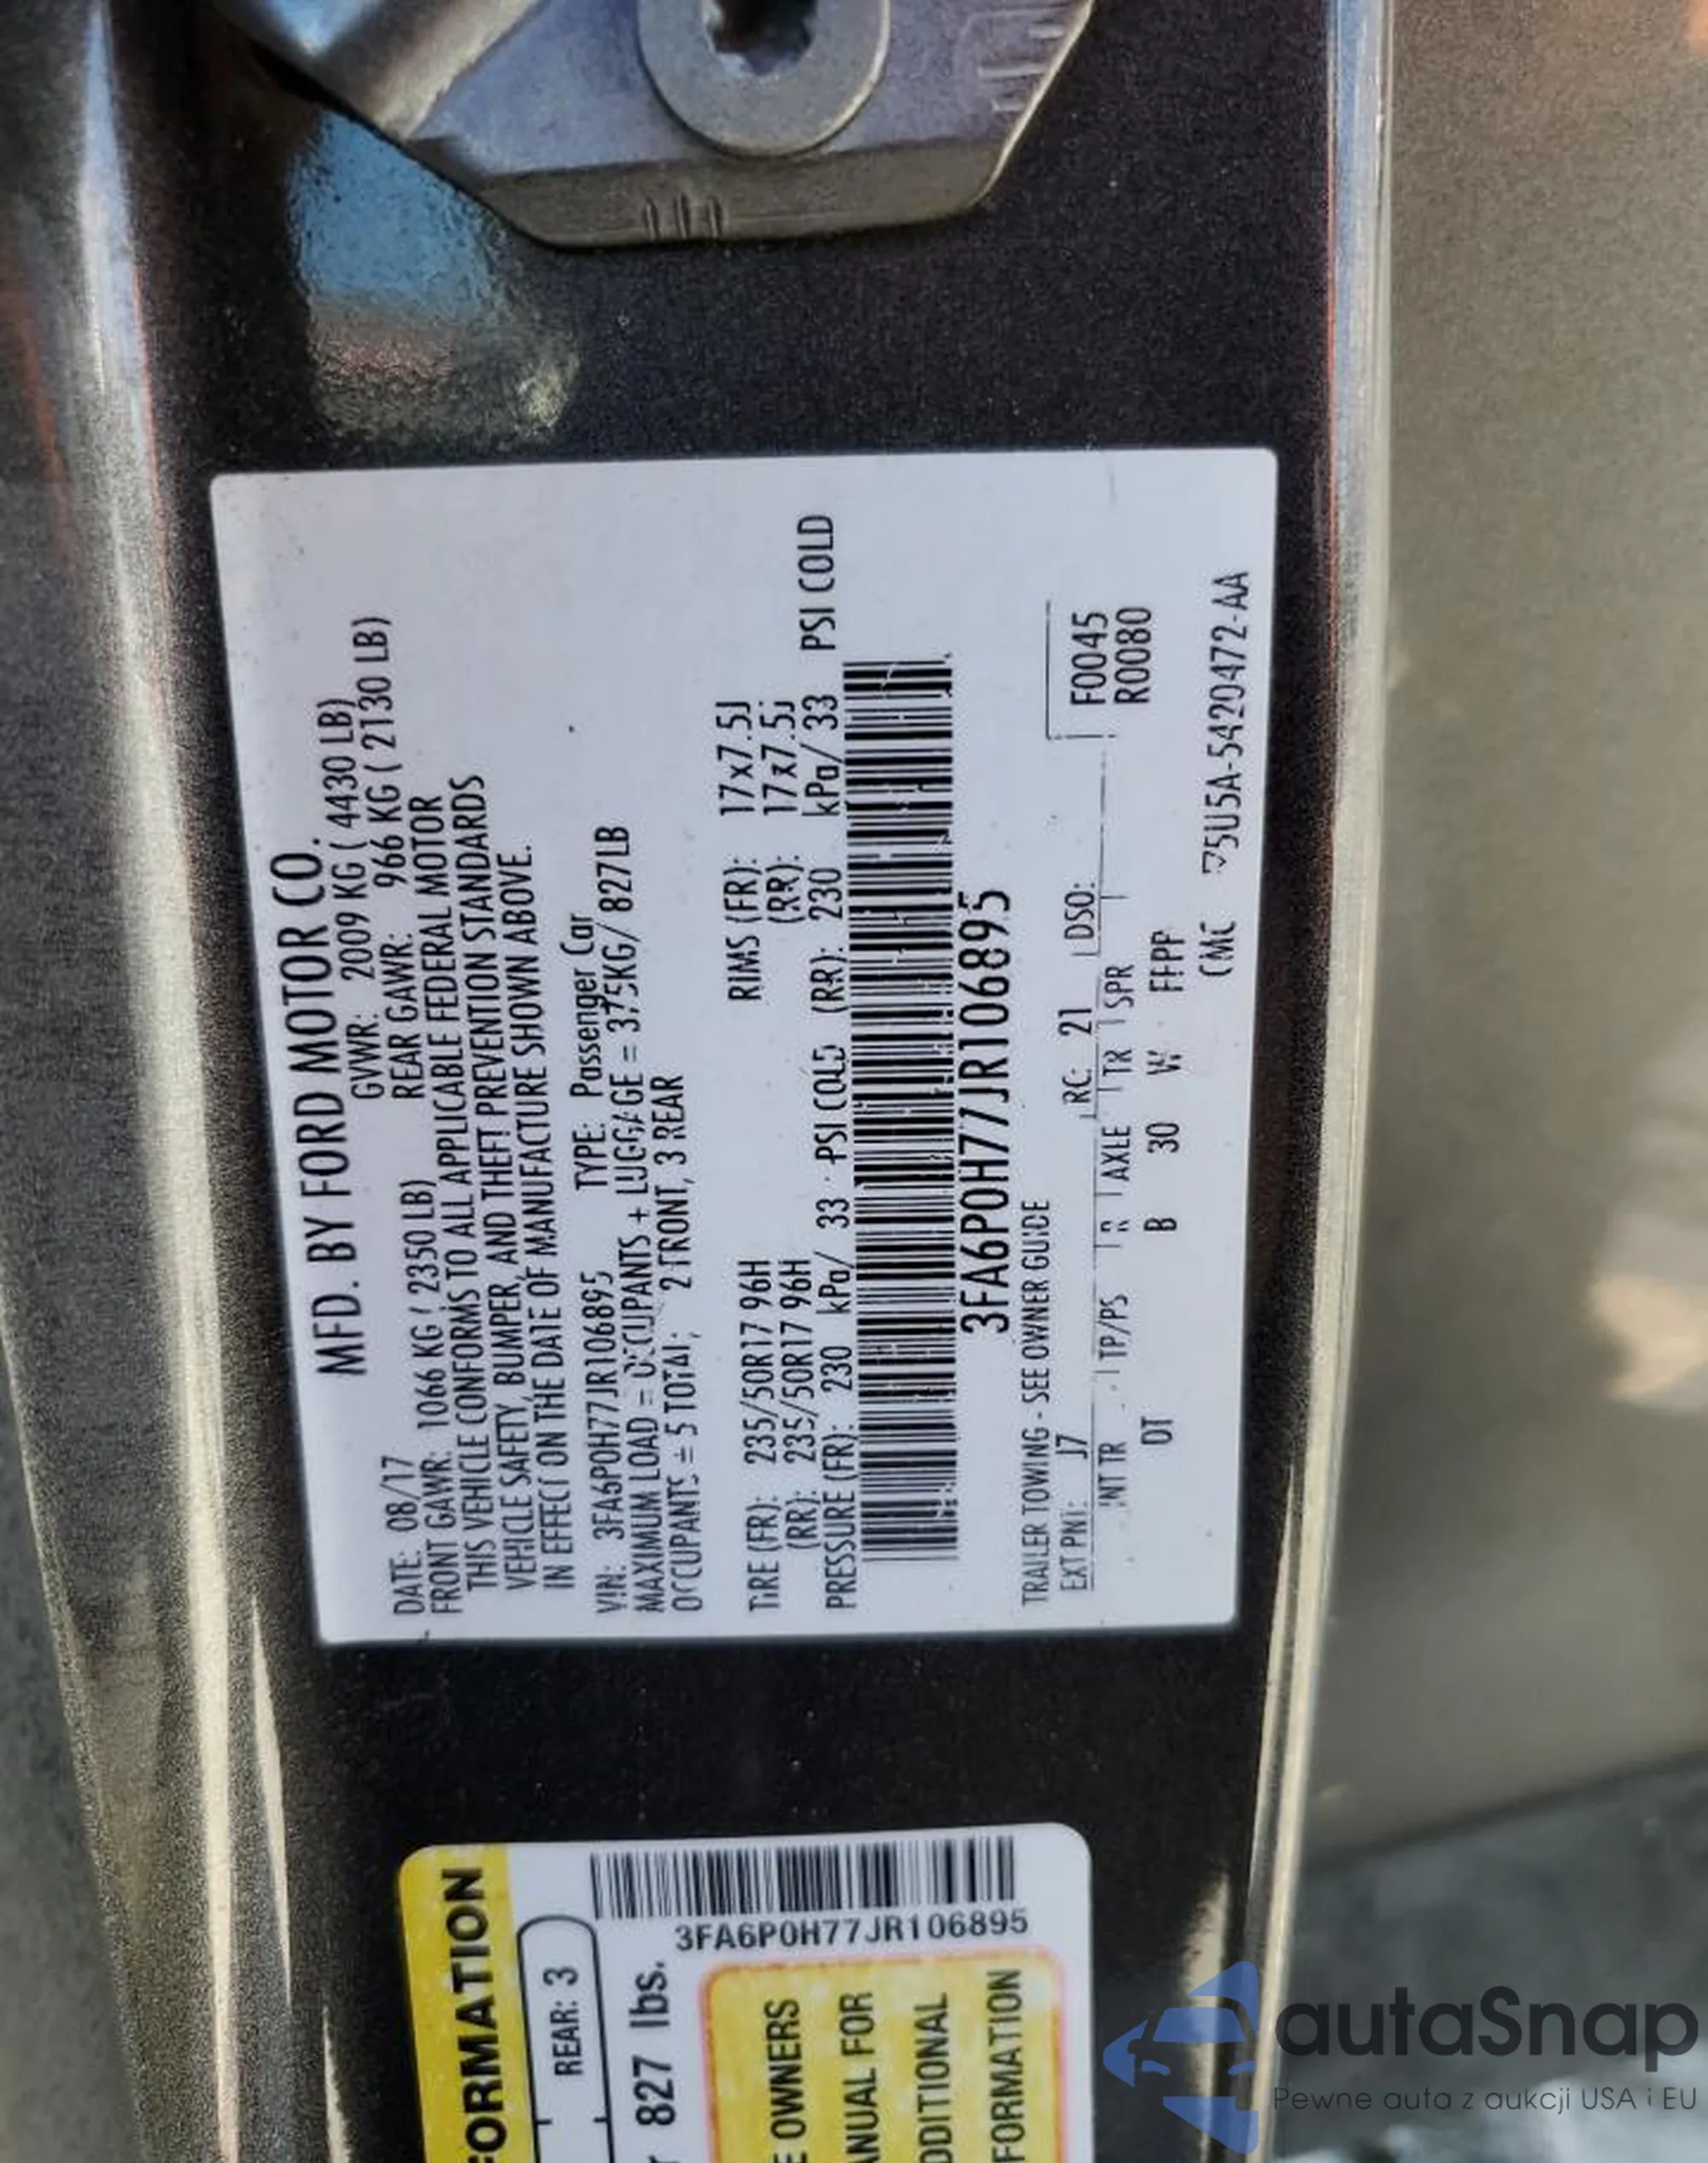 MFD. BY FORD MOTOR CO.
DATE: 08/17 GVWR: 2009 KG ( 4430 LB)
FRONT GAWR: 1066 KG ( 2350 LB) REAR GAWR: 966 KG ( 2130 LB)
THIS VEHICLE CONFORMS TO ALL APPLICABLE FEDERAL MOTOR
VEHICLE SAFETY, BUMPER, AND THEFT PREVENTION STANDARDS
IN EFFECT ON THE DATE OF MANUFACTURE SHOWN ABOVE.
VIN: 3FA6P0H77JR106895 TYPE: Passenger Car
MAXIMUM LOAD = OCCUPANTS + LUGGAGE = 375KG/ 827LB
OCCUPANTS = 5 TOTAL; 2 FRONT, 3 REAR
TIRE (FR): 235/50R17 96H RIMS (FR): 17x7.5J
(RR): 235/50R17 96H (RR): 17x7.5J
PRESSURE (FR): 230 kPa/ 33 PSI COLD (RR): 230 kPa/ 33 PSI COLD
3FA6P0H77JR106895
TRAILER TOWING - SEE OWNER GUIDE
EXT PNT: J7 RC: 21 DSO: F0045
INT TR TP/PS R AXLE TR SPR R0080
DT B 30 W FFPP
CMC 5U5A-5420472-AA
FORMATION
REAR: 3
827 lbs.
3FA6P0H77JR106895
E OWNERS
ANUAL FOR
DDITIONAL
FORMATION
autaSnap
Pewne auta z aukcji USA i EU